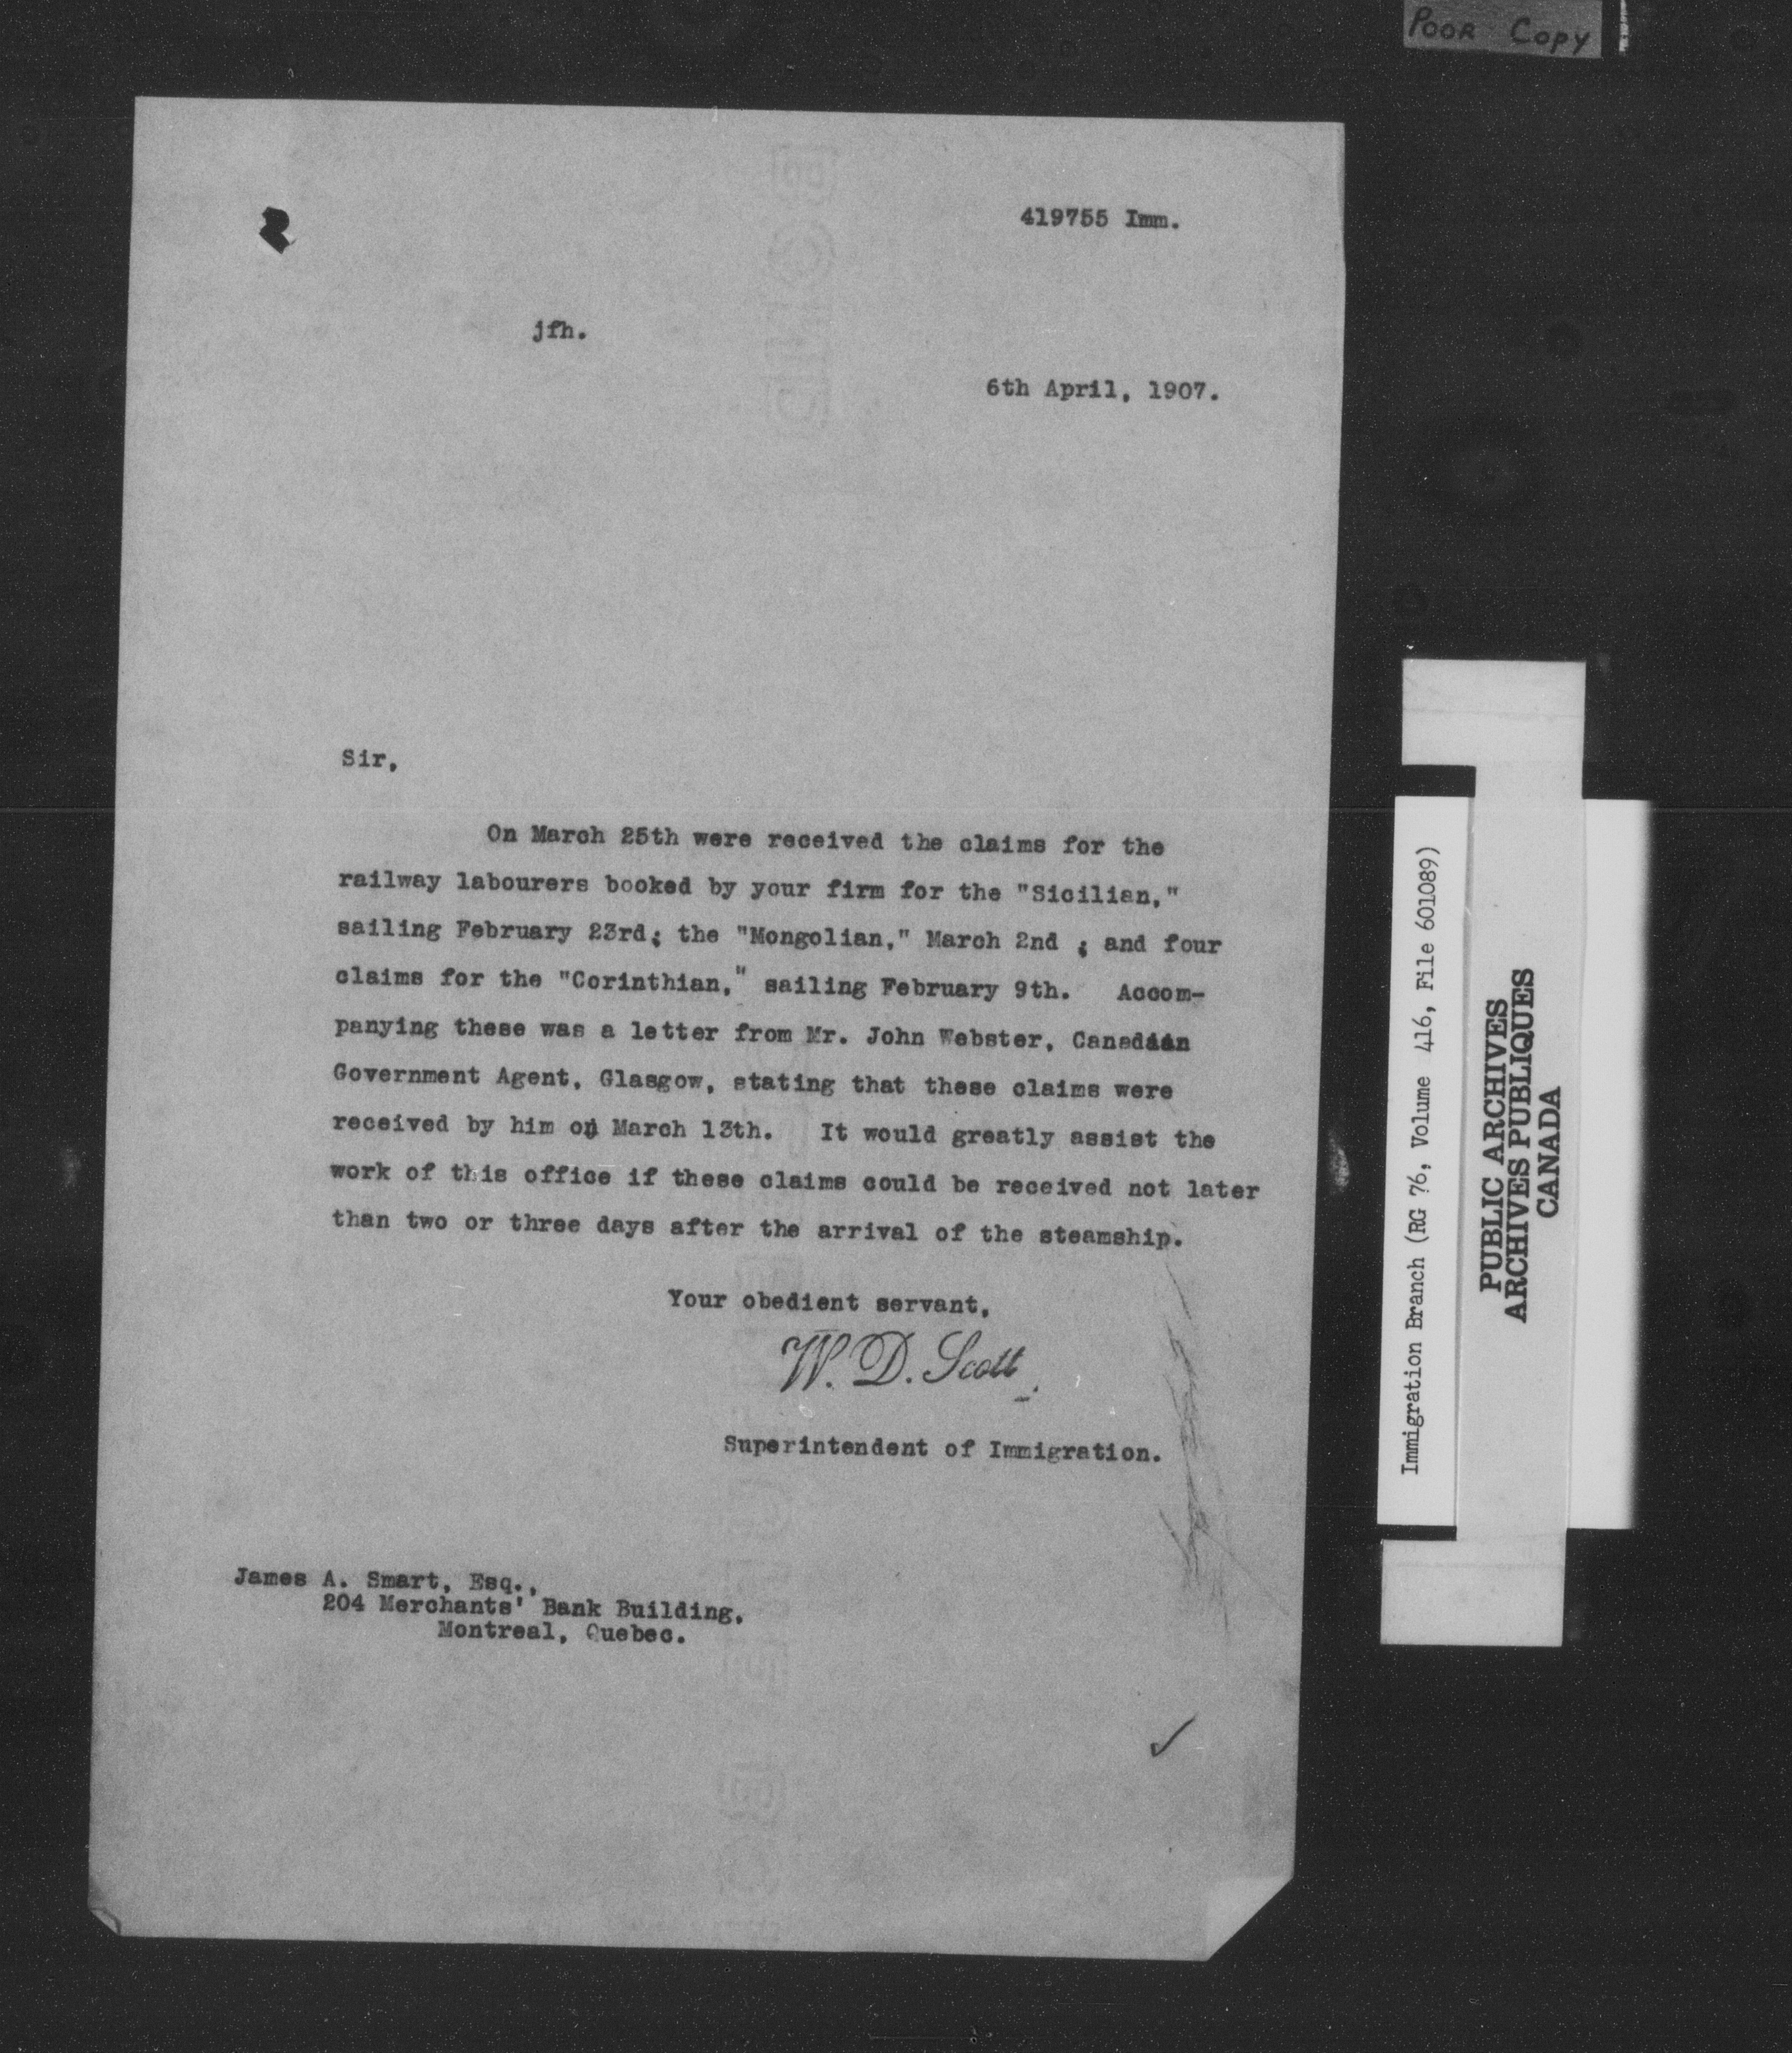 POOR COPY
419755 Imm.
jfh.
6th April, 1907.
Sir,
On March 25th were received the claims for the
railway labourers booked by your firm for the "Sicilian,"
sailing February 23rd; the "Mongolian," March 2nd ; and four
claims for the "Corinthian," sailing February 9th. Accom-
panying these was a letter from Mr. John Webster, Canadian
Government Agent, Glasgow, stating that these claims were
received by him on March 13th. It would greatly assist the
work of this office if these claims could be received not later
than two or three days after the arrival of the steamship.
Your obedient servant,
W. D. Scott
Superintendent of Immigration.
James A. Smart, Esq.,
204 Merchants' Bank Building,
Montreal, Quebec.
Immigration Branch (RG 76, Volume 416, File 601089)
PUBLIC ARCHIVES
ARCHIVES PUBLIQUES
CANADA